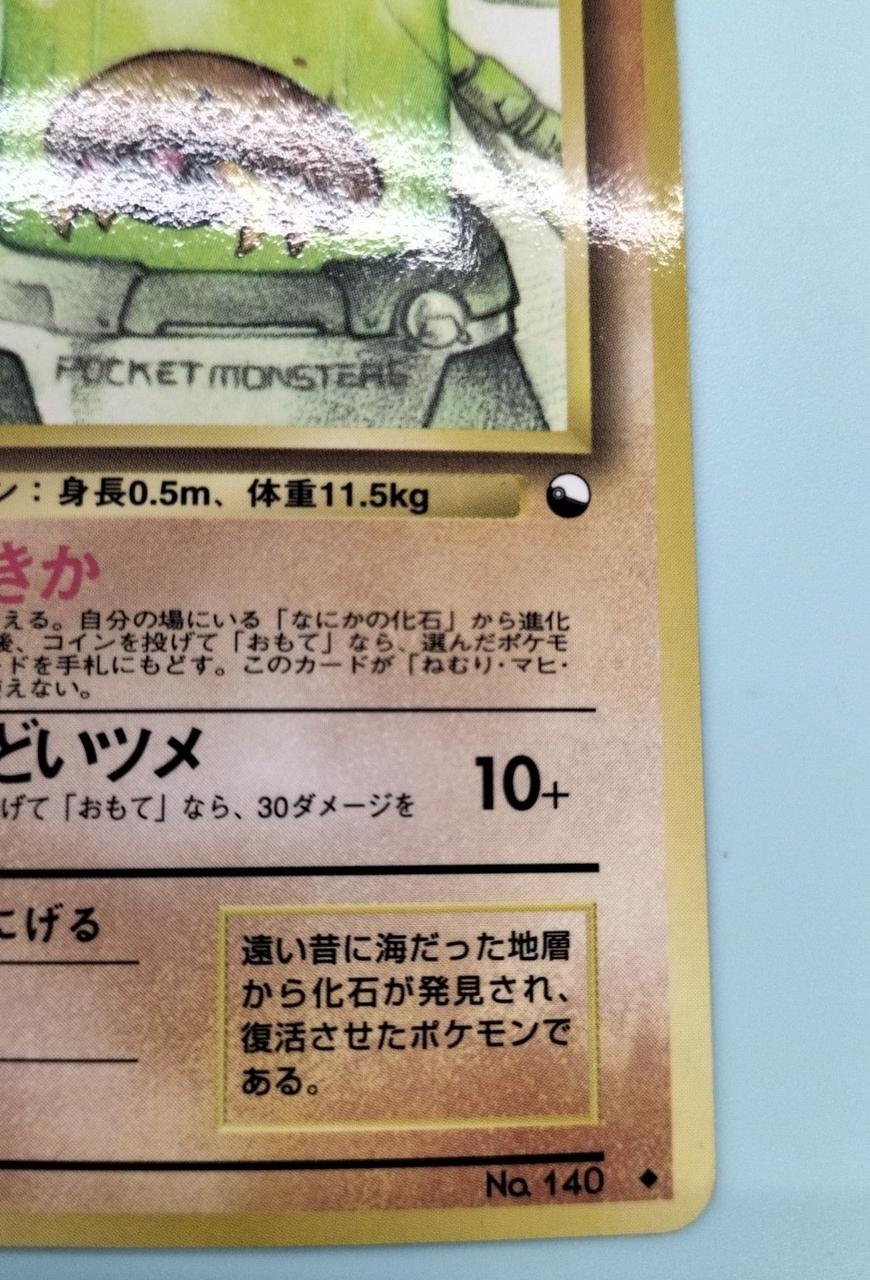 POCKET MONSTERS
ン：身長0.5m、体重11.5kg
きか
える。自分の場にいる「なにかの化石」から進化
後、コインを投げて「おもて」なら、選んだポケモ
ドを手札にもどす。このカードが「ねむり・マヒ・
えない。
どいツメ
10+
げて「おもて」なら、30ダメージを
にげる
遠い昔に海だった地層
から化石が発見され、
復活させたポケモンで
ある。
No. 140